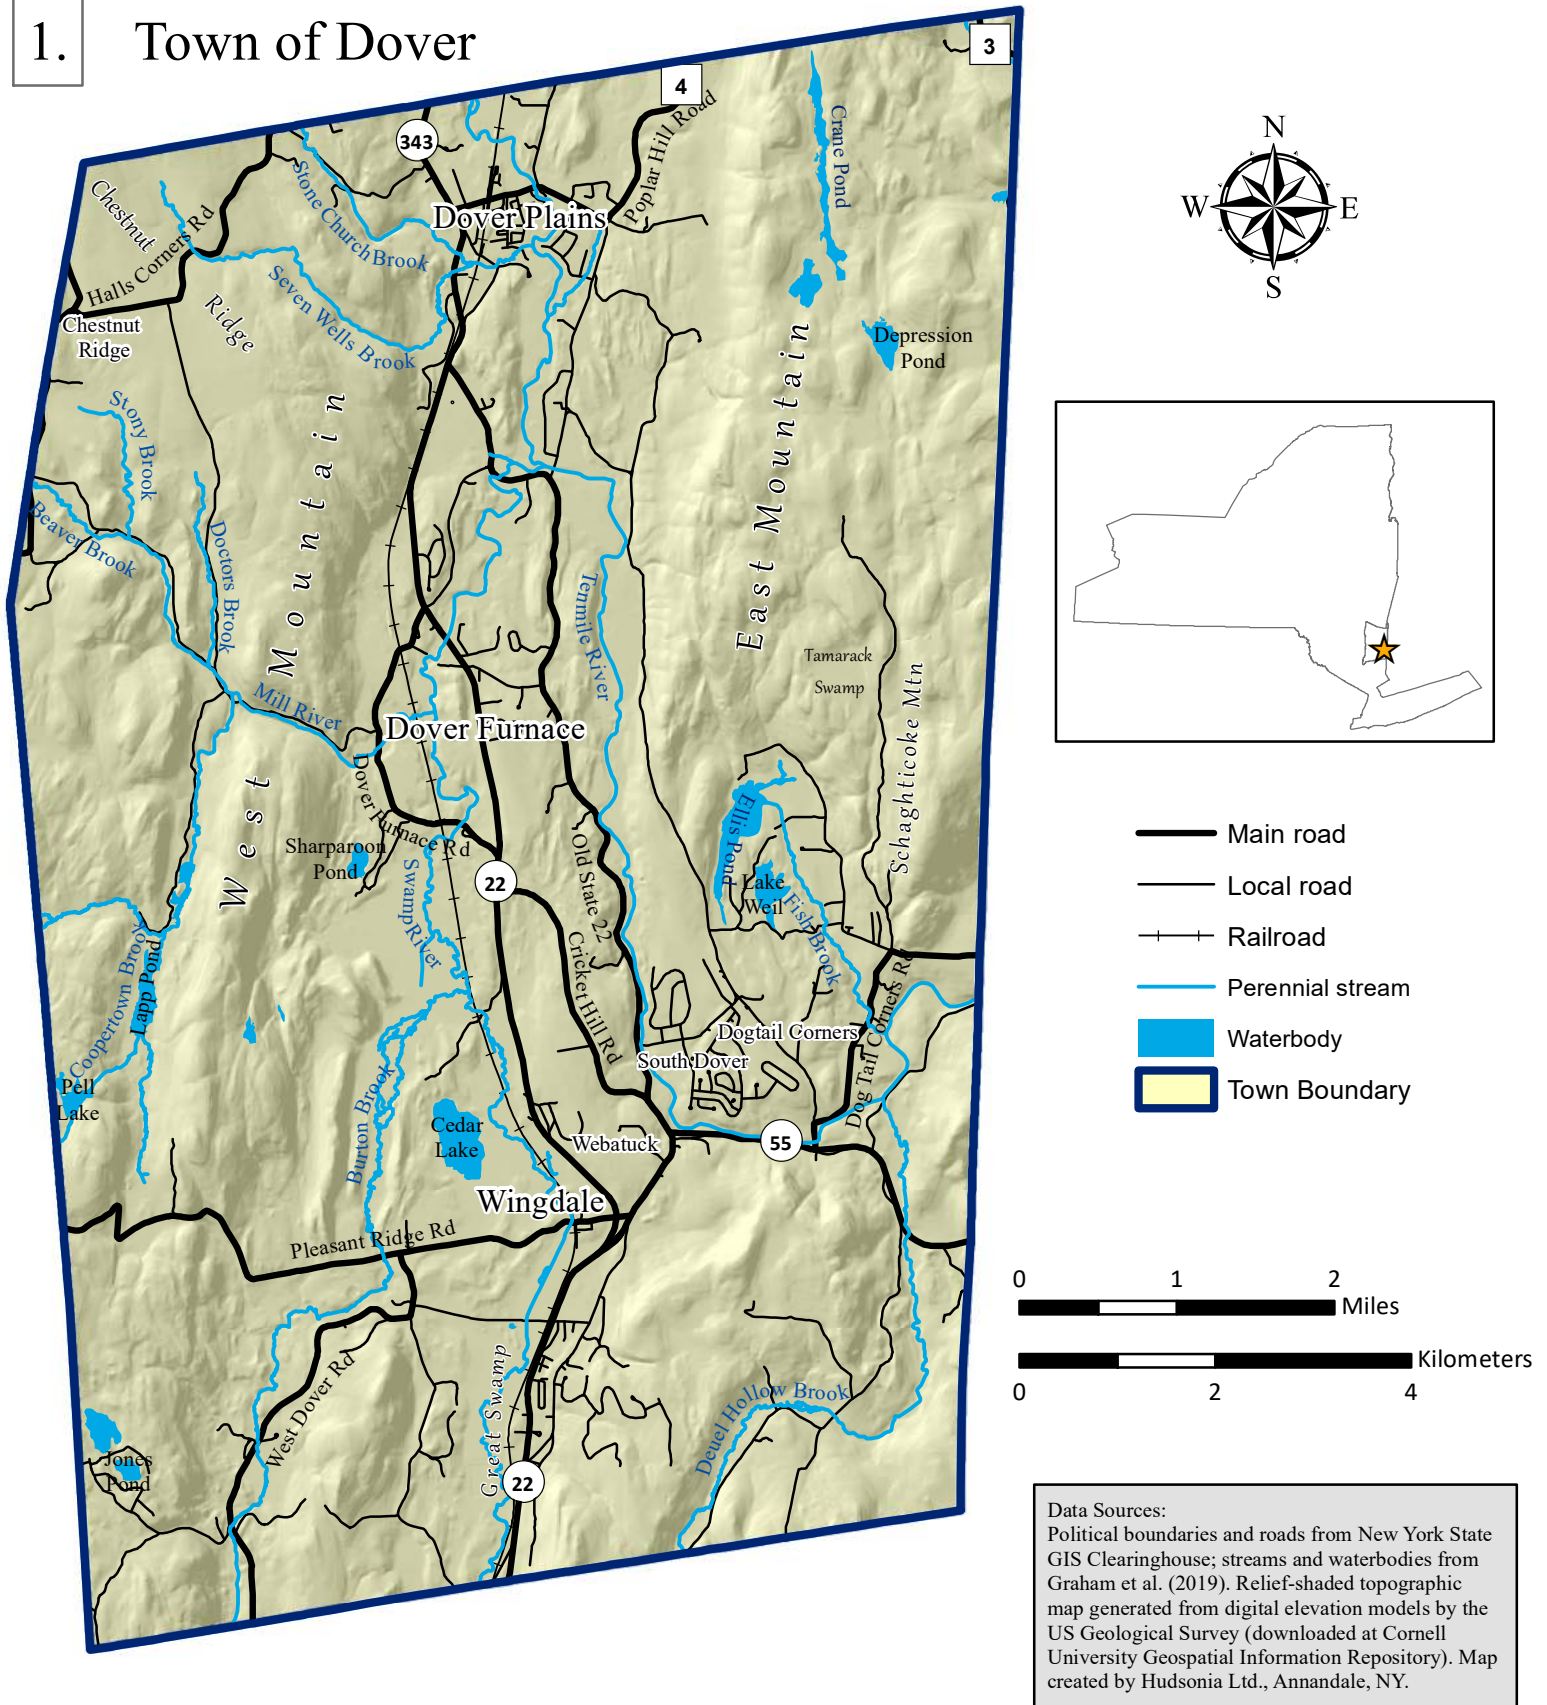 1. Town of Dover
3
4
343
Poplar Hill Road
Crane Pond
N
W E
S
Chestnut
Ridge
Halls Corners Rd
Stone Church Brook
Dover Plains
Seven Wells Brook
Chestnut
Ridge
Depression
Pond
Stony Brook
Beaver Brook
Doctors Brook
West Mountain
East Mountain
Tenmile River
Tamarack
Swamp
Schaghticoke Mtn
Mill River
Dover Furnace
Dover Furnace Rd
Sharparoon
Pond
Swamp River
22
Old State 22
Cricket Hill Rd
Ellis Pond
Lake
Weil
Fish Brook
Coopertown Brook
Lapp Pond
Pell
Lake
Dogtail Corners
South Dover
Dog Tail Corners Rd
Burton Brook
Cedar
Lake
Webatuck
55
Wingdale
Pleasant Ridge Rd
West Dover Rd
Great Swamp
Deuel Hollow Brook
Jones
Pond
22
Main road
Local road
Railroad
Perennial stream
Waterbody
Town Boundary
0 1 2
Miles
Kilometers
0 2 4
Data Sources:
Political boundaries and roads from New York State
GIS Clearinghouse; streams and waterbodies from
Graham et al. (2019). Relief-shaded topographic
map generated from digital elevation models by the
US Geological Survey (downloaded at Cornell
University Geospatial Information Repository). Map
created by Hudsonia Ltd., Annandale, NY.